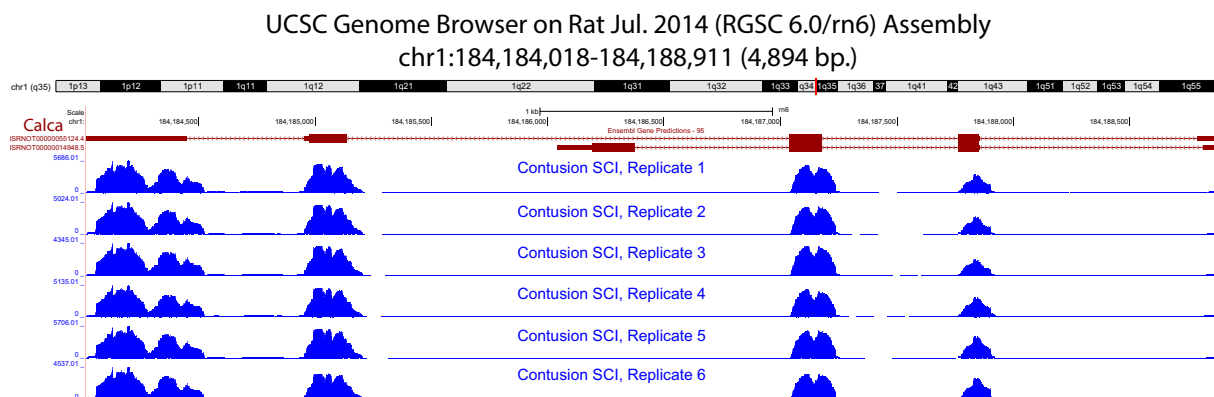 UCSC Genome Browser on Rat Jul. 2014 (RGSC 6.0/rn6) Assembly
chr1:184,184,018-184,188,911 (4,894 bp.)
chr1 (q35) 1p13 1p12 1p11 1q11 1q12 1q21 1q22 1q31 1q32 1q33 q34 1q35 1q36 37 1q41 42 1q43 1q51 1q52 1q53 1q54 1q55
Scale 1 kb m6
chr1: 184,184,500 184,185,000 184,185,500 184,186,000 184,186,500 184,187,000 184,187,500 184,188,000 184,188,500
Calca
Ensembl Gene Predictions - 95
ISRNOT00000055124.4
ISRNOT00000014948.5
5686.01 _
Contusion SCI, Replicate 1
0 _
5024.01 _
Contusion SCI, Replicate 2
0 _
4345.01 _
Contusion SCI, Replicate 3
0 _
5135.01 _
Contusion SCI, Replicate 4
0 _
5706.01 _
Contusion SCI, Replicate 5
0 _
4537.01 _
Contusion SCI, Replicate 6
0 _